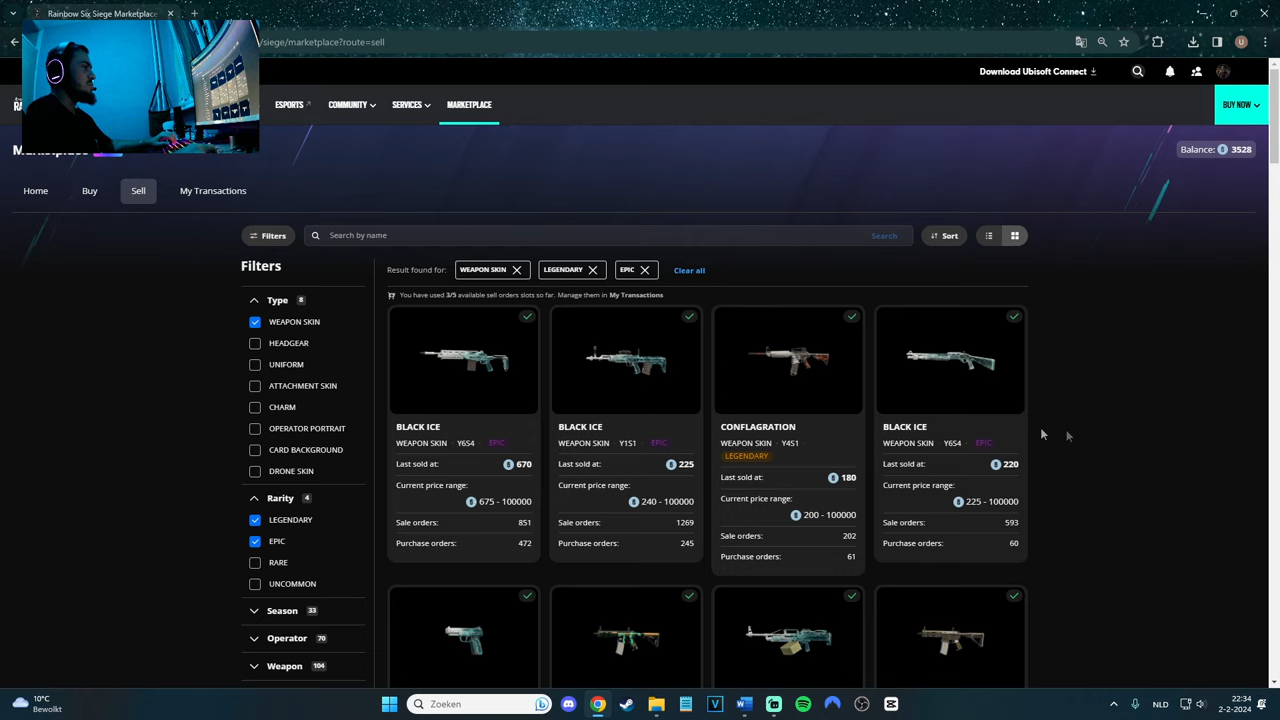 Rainbow Six Siege Marketplace
/siege/marketplace?route=sell
U
Download Ubisoft Connect
ESPORTS
COMMUNITY
SERVICES
MARKETPLACE
BUY NOW
Balance: 3528
Home
Buy
Sell
My Transactions
Filters
Search by name
Search
Sort
Filters
Result found for:
WEAPON SKIN
LEGENDARY
EPIC
Clear all
You have used 3/5 available sell orders slots so far. Manage them in My Transactions
Type 8
WEAPON SKIN
HEADGEAR
UNIFORM
ATTACHMENT SKIN
CHARM
OPERATOR PORTRAIT
CARD BACKGROUND
DRONE SKIN
Rarity 4
LEGENDARY
EPIC
RARE
UNCOMMON
Season 33
Operator 70
Weapon 104
BLACK ICE
WEAPON SKIN · Y6S4 · EPIC
Last sold at: 670
Current price range:
675 - 100000
Sale orders: 851
Purchase orders: 472
BLACK ICE
WEAPON SKIN · Y1S1 · EPIC
Last sold at: 225
Current price range:
240 - 100000
Sale orders: 1269
Purchase orders: 245
CONFLAGRATION
WEAPON SKIN · Y4S1 ·
LEGENDARY
Last sold at: 180
Current price range:
200 - 100000
Sale orders: 202
Purchase orders: 61
BLACK ICE
WEAPON SKIN · Y6S4 · EPIC
Last sold at: 220
Current price range:
225 - 100000
Sale orders: 593
Purchase orders: 60
10°C
Bewolkt
Zoeken
NLD
22:34
2-2-2024